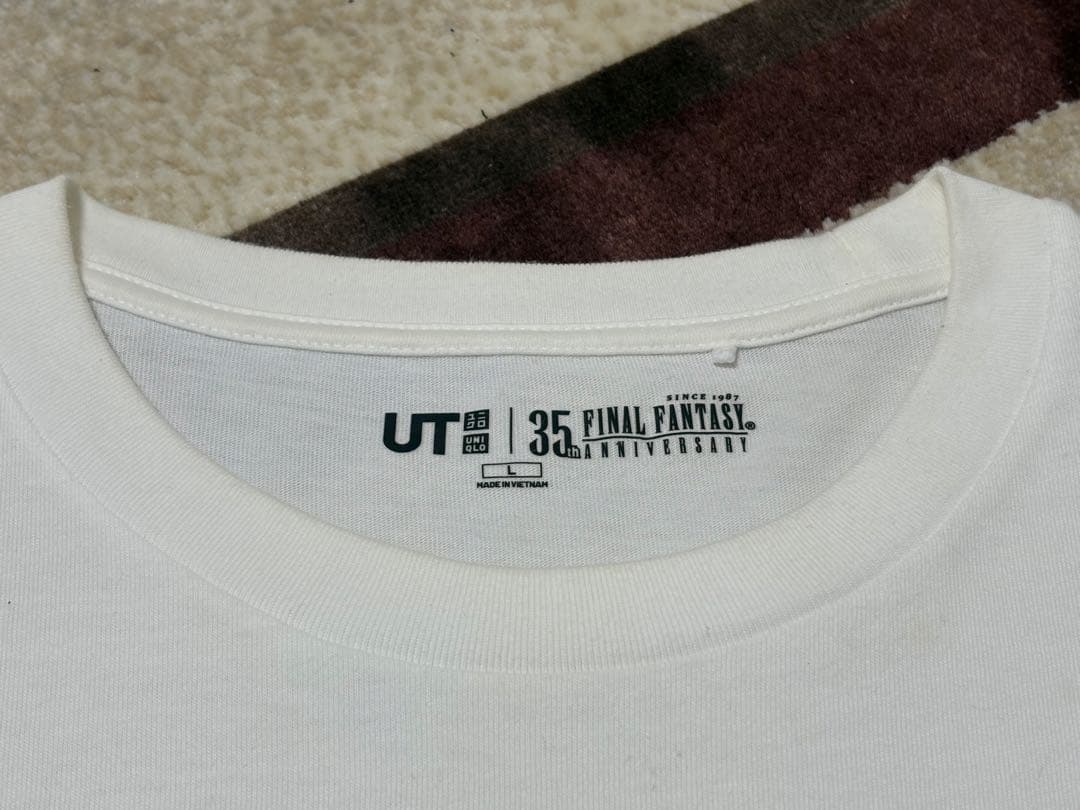 UT ユニクロ UNIQLO | 35th FINAL FANTASY® ANNIVERSARY
SINCE 1987
L
MADE IN VIETNAM